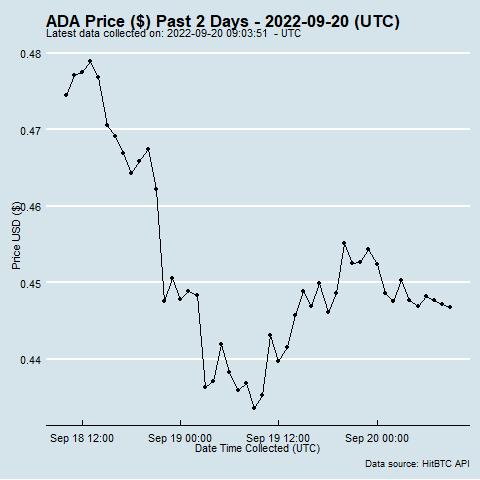 ADA Price ($) Past 2 Days - 2022-09-20 (UTC)
Latest data collected on: 2022-09-20 09:03:51  - UTC
0.48
0.47
0.46
0.45
0.44
Price USD ($)
Sep 18 12:00 Sep 19 00:00 Sep 19 12:00 Sep 20 00:00
Date Time Collected (UTC)
Data source: HitBTC API